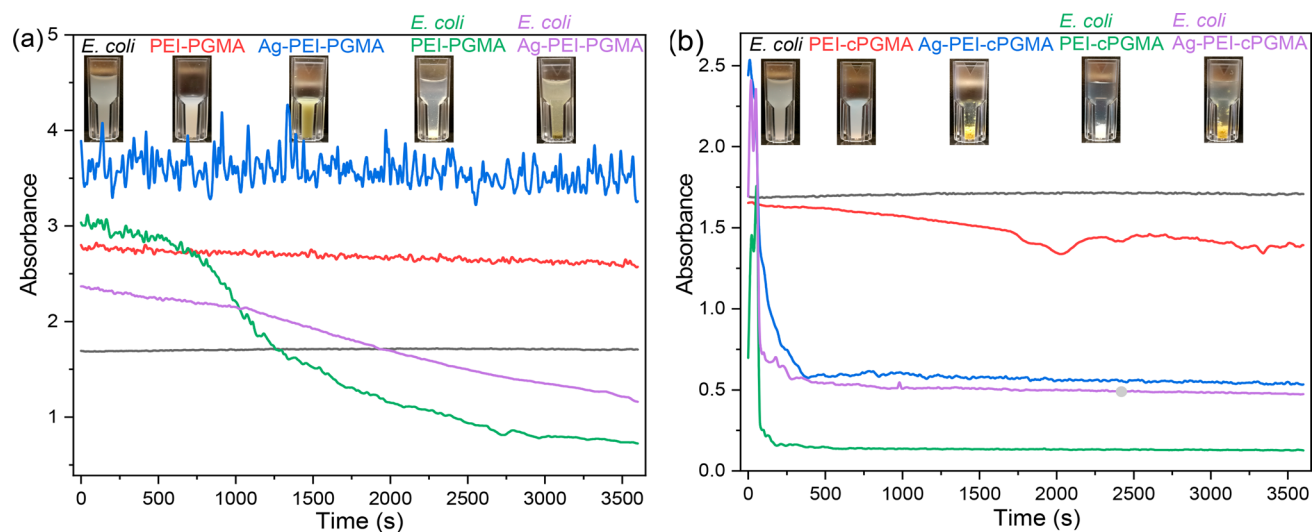 (a)
E. coli PEI-PGMA Ag-PEI-PGMA
E. coli
PEI-PGMA
E. coli
Ag-PEI-PGMA
5
4
3
2
1
Absorbance
0 500 1000 1500 2000 2500 3000 3500
Time (s)
(b)
E. coli PEI-cPGMA Ag-PEI-cPGMA
E. coli
PEI-cPGMA
E. coli
Ag-PEI-cPGMA
2.5
2.0
1.5
1.0
0.5
0.0
Absorbance
0 500 1000 1500 2000 2500 3000 3500
Time (s)